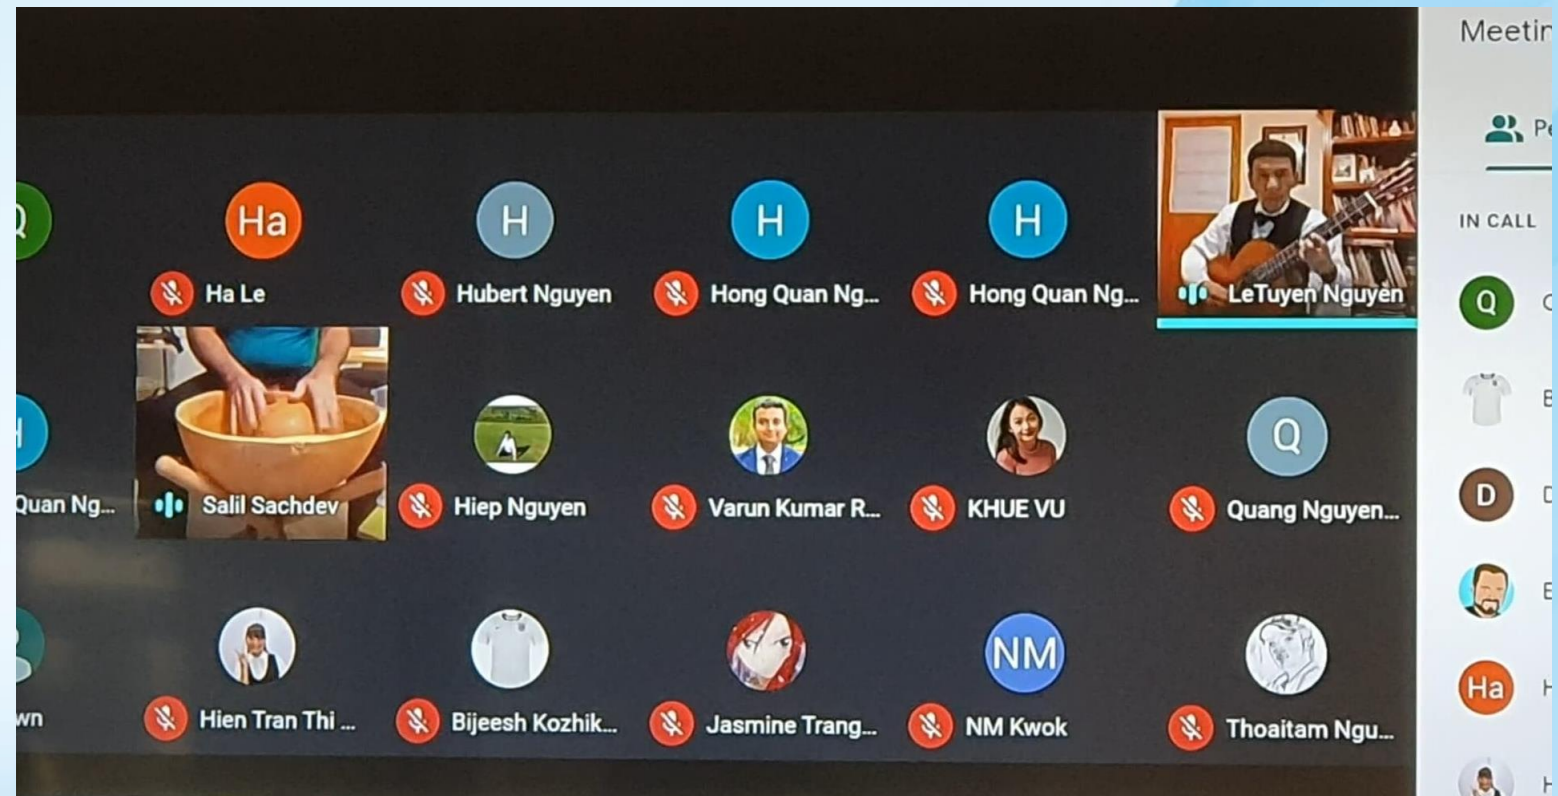 Meetin
Q
Ha
H
H
H
Ha Le
Hubert Nguyen
Hong Quan Ng...
Hong Quan Ng...
LeTuyen Nguyen
IN CALL
Q
Q
Quan Ng...
Salil Sachdev
Hiep Nguyen
Varun Kumar R...
KHUE VU
Quang Nguyen...
D
NM
Ha
wn
Hien Tran Thi ...
Bijeesh Kozhik...
Jasmine Trang...
NM Kwok
Thoaitam Ngu...